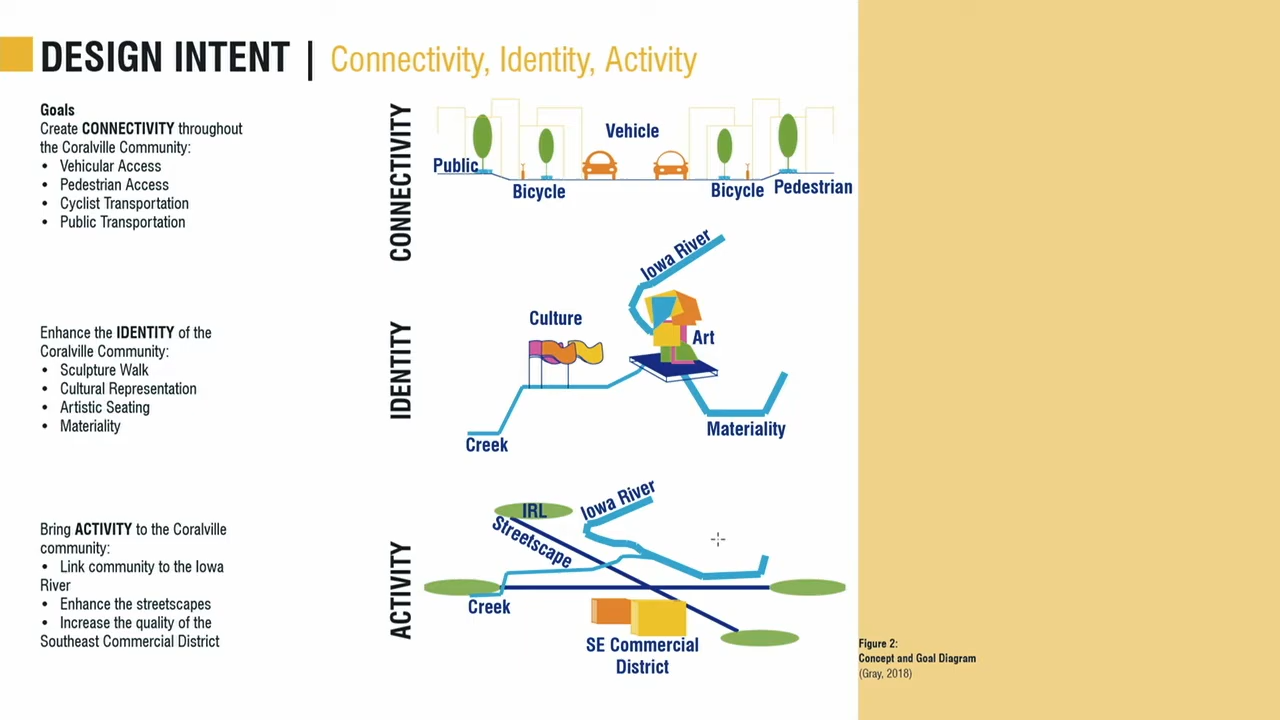 DESIGN INTENT | Connectivity, Identity, Activity
Goals
Create CONNECTIVITY throughout
the Coralville Community:
• Vehicular Access
• Pedestrian Access
• Cyclist Transportation
• Public Transportation
CONNECTIVITY
Vehicle
Public
Bicycle
Bicycle
Pedestrian
Enhance the IDENTITY of the
Coralville Community:
• Sculpture Walk
• Cultural Representation
• Artistic Seating
• Materiality
IDENTITY
Iowa River
Culture
Art
Materiality
Creek
Bring ACTIVITY to the Coralville
community:
• Link community to the Iowa
River
• Enhance the streetscapes
• Increase the quality of the
Southeast Commercial District
ACTIVITY
IRL
Iowa River
Streetscape
Creek
SE Commercial
District
Figure 2:
Concept and Goal Diagram
(Gray, 2018)